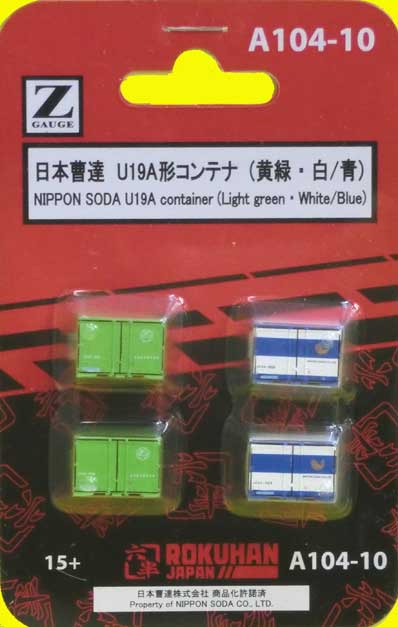 A104-10
Z
GAUGE
日本曹達 U19A形コンテナ (黄緑・白/青)
NIPPON SODA U19A container (Light green・White/Blue)
15+
六半
ROKUHAN
JAPAN
A104-10
日本曹達株式会社 商品化許諾済
Property of NIPPON SODA CO., LTD.